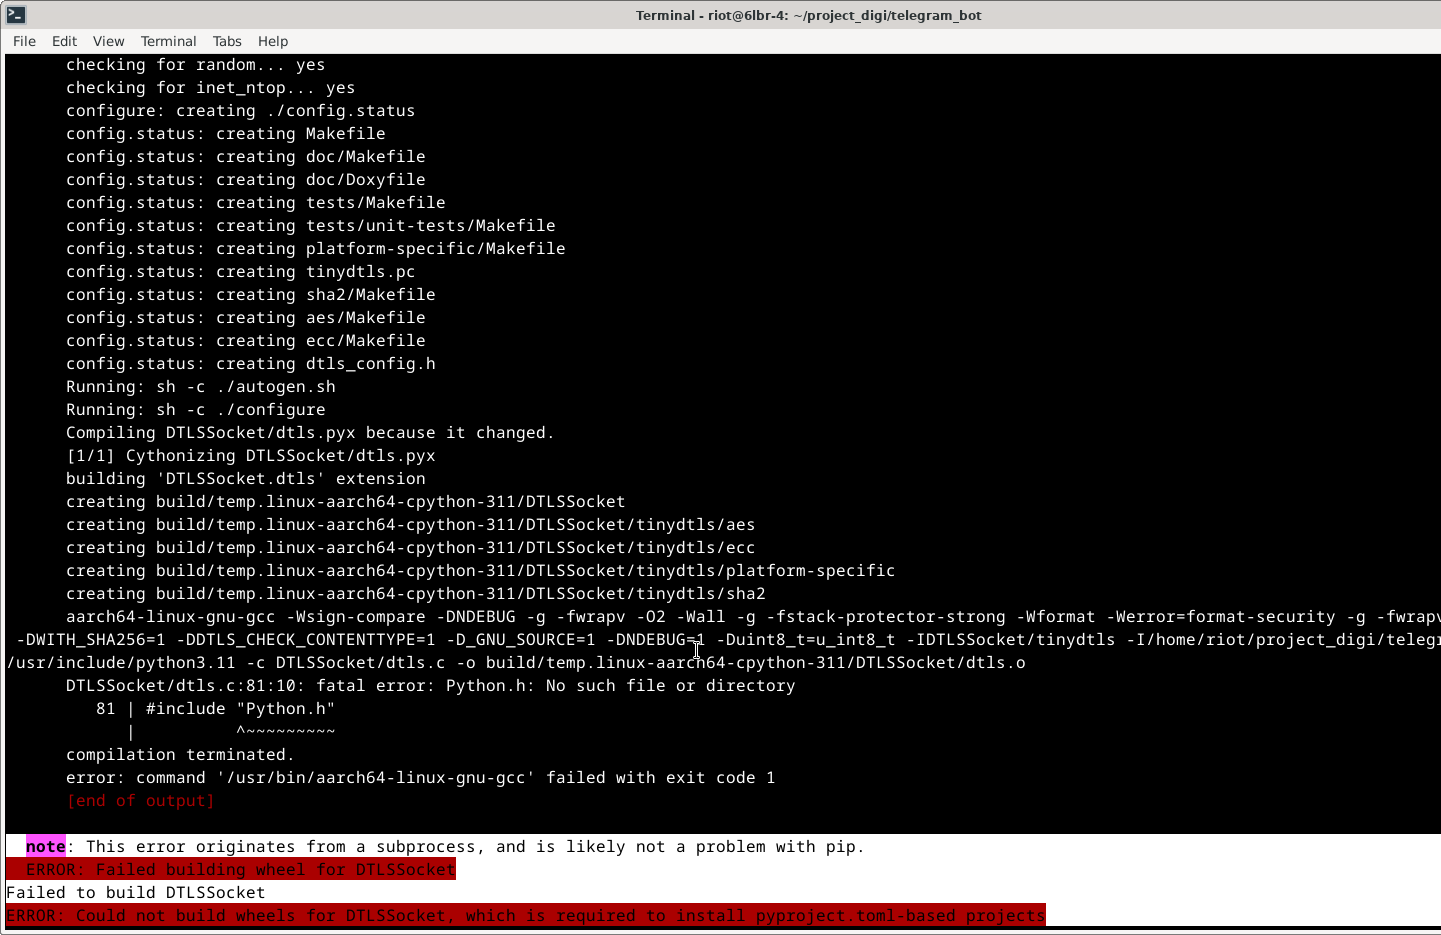 Terminal - riot@6lbr-4: ~/project_digi/telegram_bot
File Edit View Terminal Tabs Help
checking for random... yes
checking for inet_ntop... yes
configure: creating ./config.status
config.status: creating Makefile
config.status: creating doc/Makefile
config.status: creating doc/Doxyfile
config.status: creating tests/Makefile
config.status: creating tests/unit-tests/Makefile
config.status: creating platform-specific/Makefile
config.status: creating tinydtls.pc
config.status: creating sha2/Makefile
config.status: creating aes/Makefile
config.status: creating ecc/Makefile
config.status: creating dtls_config.h
Running: sh -c ./autogen.sh
Running: sh -c ./configure
Compiling DTLSSocket/dtls.pyx because it changed.
[1/1] Cythonizing DTLSSocket/dtls.pyx
building 'DTLSSocket.dtls' extension
creating build/temp.linux-aarch64-cpython-311/DTLSSocket
creating build/temp.linux-aarch64-cpython-311/DTLSSocket/tinydtls/aes
creating build/temp.linux-aarch64-cpython-311/DTLSSocket/tinydtls/ecc
creating build/temp.linux-aarch64-cpython-311/DTLSSocket/tinydtls/platform-specific
creating build/temp.linux-aarch64-cpython-311/DTLSSocket/tinydtls/sha2
aarch64-linux-gnu-gcc -Wsign-compare -DNDEBUG -g -fwrapv -O2 -Wall -g -fstack-protector-strong -Wformat -Werror=format-security -g -fwrapv
-DWITH_SHA256=1 -DDTLS_CHECK_CONTENTTYPE=1 -D_GNU_SOURCE=1 -DNDEBUG=1 -Duint8_t=u_int8_t -IDTLSSocket/tinydtls -I/home/riot/project_digi/telegr
/usr/include/python3.11 -c DTLSSocket/dtls.c -o build/temp.linux-aarch64-cpython-311/DTLSSocket/dtls.o
DTLSSocket/dtls.c:81:10: fatal error: Python.h: No such file or directory
81 | #include "Python.h"
| ^~~~~~~~~~
compilation terminated.
error: command '/usr/bin/aarch64-linux-gnu-gcc' failed with exit code 1
[end of output]
note: This error originates from a subprocess, and is likely not a problem with pip.
ERROR: Failed building wheel for DTLSSocket
Failed to build DTLSSocket
ERROR: Could not build wheels for DTLSSocket, which is required to install pyproject.toml-based projects